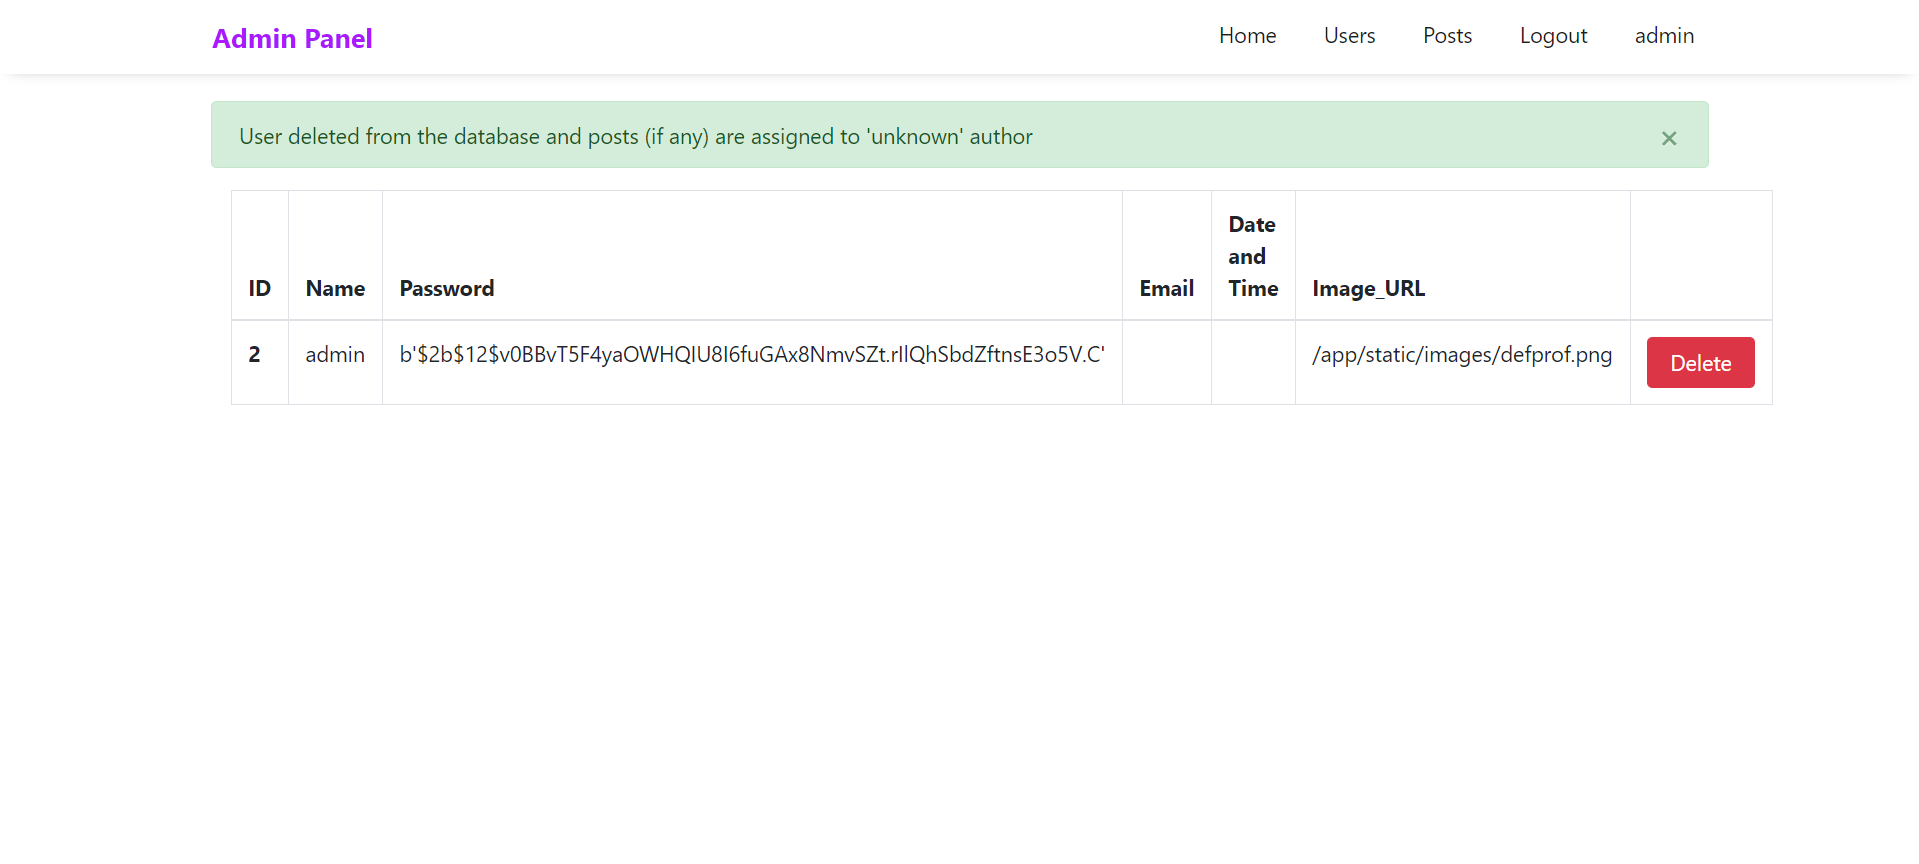 Admin Panel
Home Users Posts Logout admin
User deleted from the database and posts (if any) are assigned to 'unknown' author
×
ID Name Password Email Date and Time Image_URL
2 admin b'$2b$12$v0BBvT5F4yaOWHQIU8I6fuGAx8NmvSZt.rIlQhSbdZftnsE3o5V.C' /app/static/images/defprof.png Delete